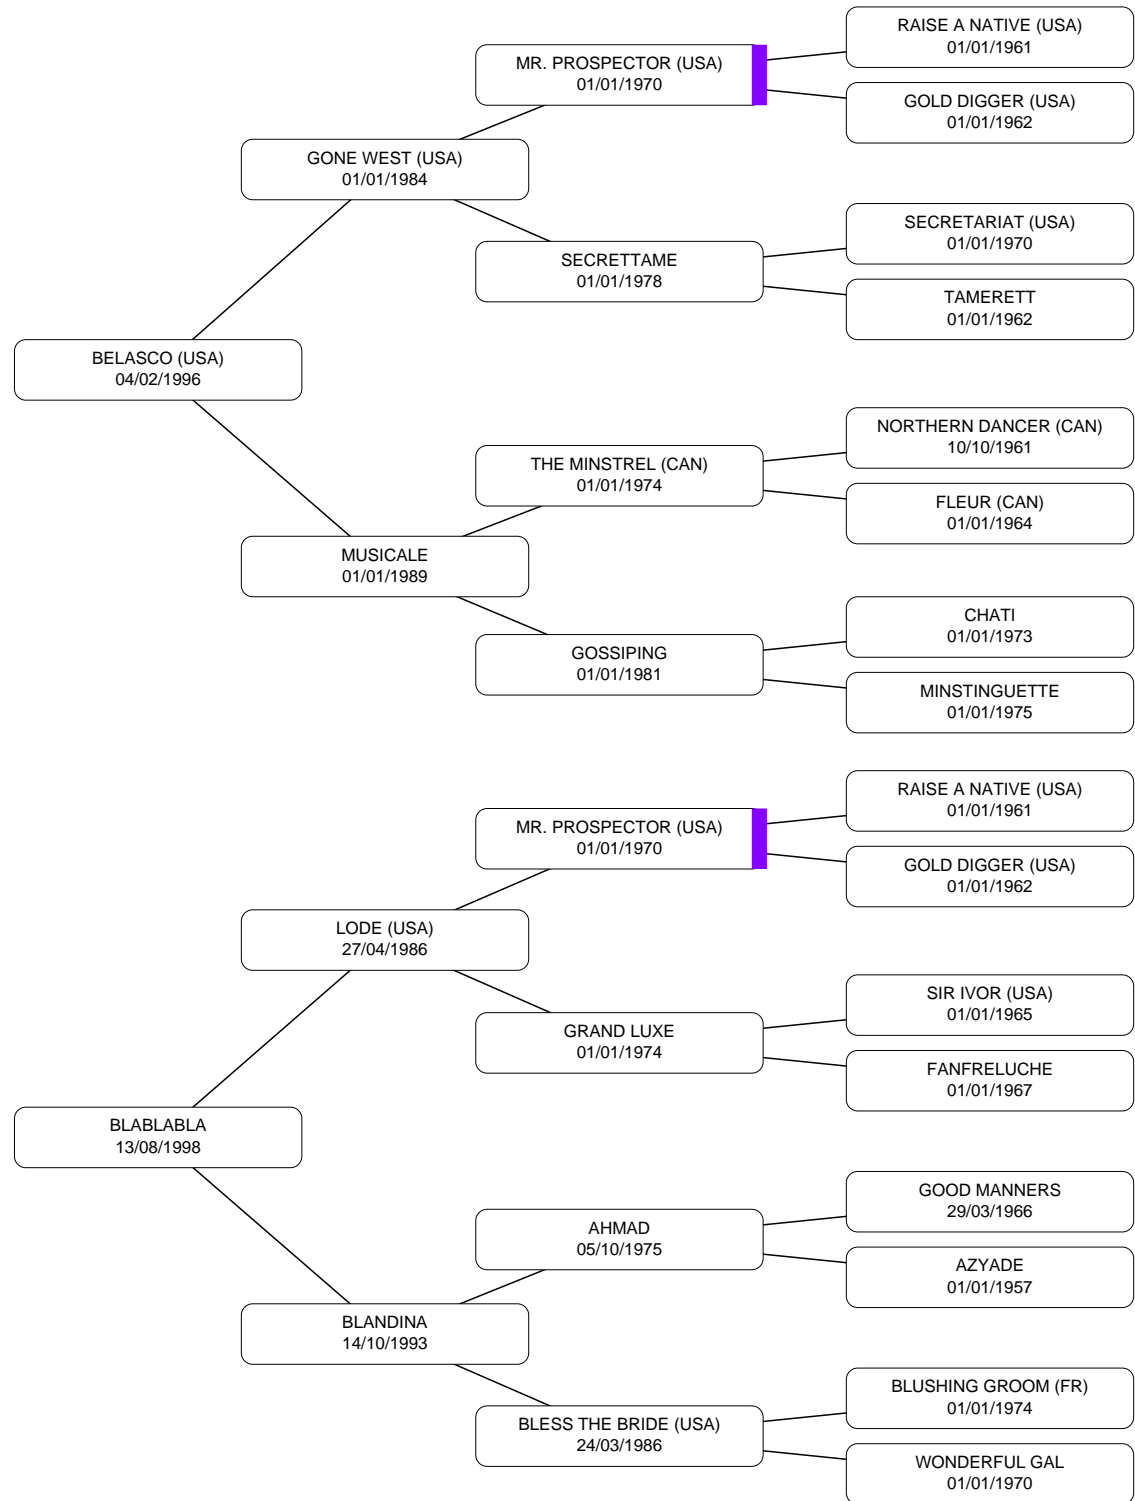 RAISE A NATIVE (USA)
01/01/1961
MR. PROSPECTOR (USA)
01/01/1970
GOLD DIGGER (USA)
01/01/1962
GONE WEST (USA)
01/01/1984
SECRETARIAT (USA)
01/01/1970
SECRETTAME
01/01/1978
TAMERETT
01/01/1962
BELASCO (USA)
04/02/1996
NORTHERN DANCER (CAN)
10/10/1961
THE MINSTREL (CAN)
01/01/1974
FLEUR (CAN)
01/01/1964
MUSICALE
01/01/1989
CHATI
01/01/1973
GOSSIPING
01/01/1981
MINSTINGUETTE
01/01/1975
RAISE A NATIVE (USA)
01/01/1961
MR. PROSPECTOR (USA)
01/01/1970
GOLD DIGGER (USA)
01/01/1962
LODE (USA)
27/04/1986
SIR IVOR (USA)
01/01/1965
GRAND LUXE
01/01/1974
FANFRELUCHE
01/01/1967
BLABLABLA
13/08/1998
GOOD MANNERS
29/03/1966
AHMAD
05/10/1975
AZYADE
01/01/1957
BLANDINA
14/10/1993
BLUSHING GROOM (FR)
01/01/1974
BLESS THE BRIDE (USA)
24/03/1986
WONDERFUL GAL
01/01/1970